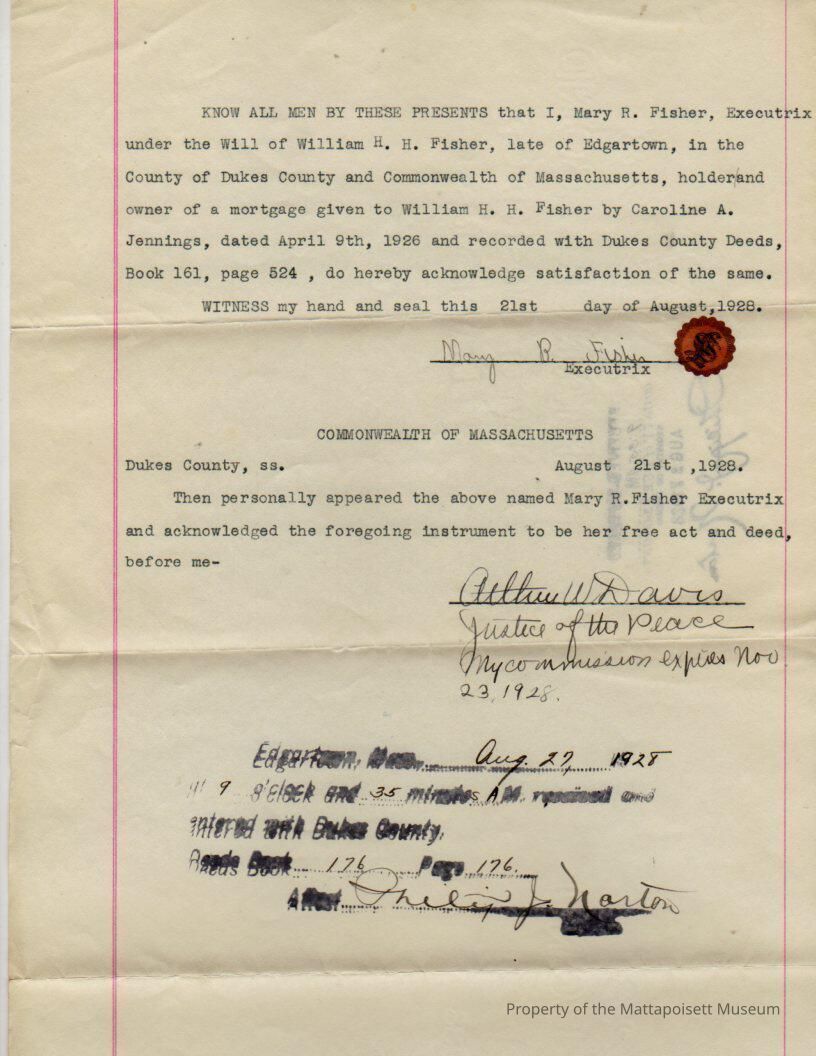 KNOW ALL MEN BY THESE PRESENTS that I, Mary R. Fisher, Executrix
under the Will of William H. H. Fisher, late of Edgartown, in the
County of Dukes County and Commonwealth of Massachusetts, holder and
owner of a mortgage given to William H. H. Fisher by Caroline A.
Jennings, dated April 9th, 1926 and recorded with Dukes County Deeds,
Book 161, page 524 , do hereby acknowledge satisfaction of the same.
WITNESS my hand and seal this 21st day of August,1928.
Mary R. Fisher
Executrix
COMMONWEALTH OF MASSACHUSETTS
Dukes County, ss. August 21st ,1928.
Then personally appeared the above named Mary R.Fisher Executrix
and acknowledged the foregoing instrument to be her free act and deed,
before me-
Arthur W Davis
Justice of the Peace
My commission expires Nov
23, 1928.
Edgartown, Mass. Aug. 27, 1928
at 9 o'clock and 35 minutes A.M. received and
entered with Dukes County,
Deeds Book 176 Page 176.
Attest Philip J. Norton
Property of the Mattapoisett Museum